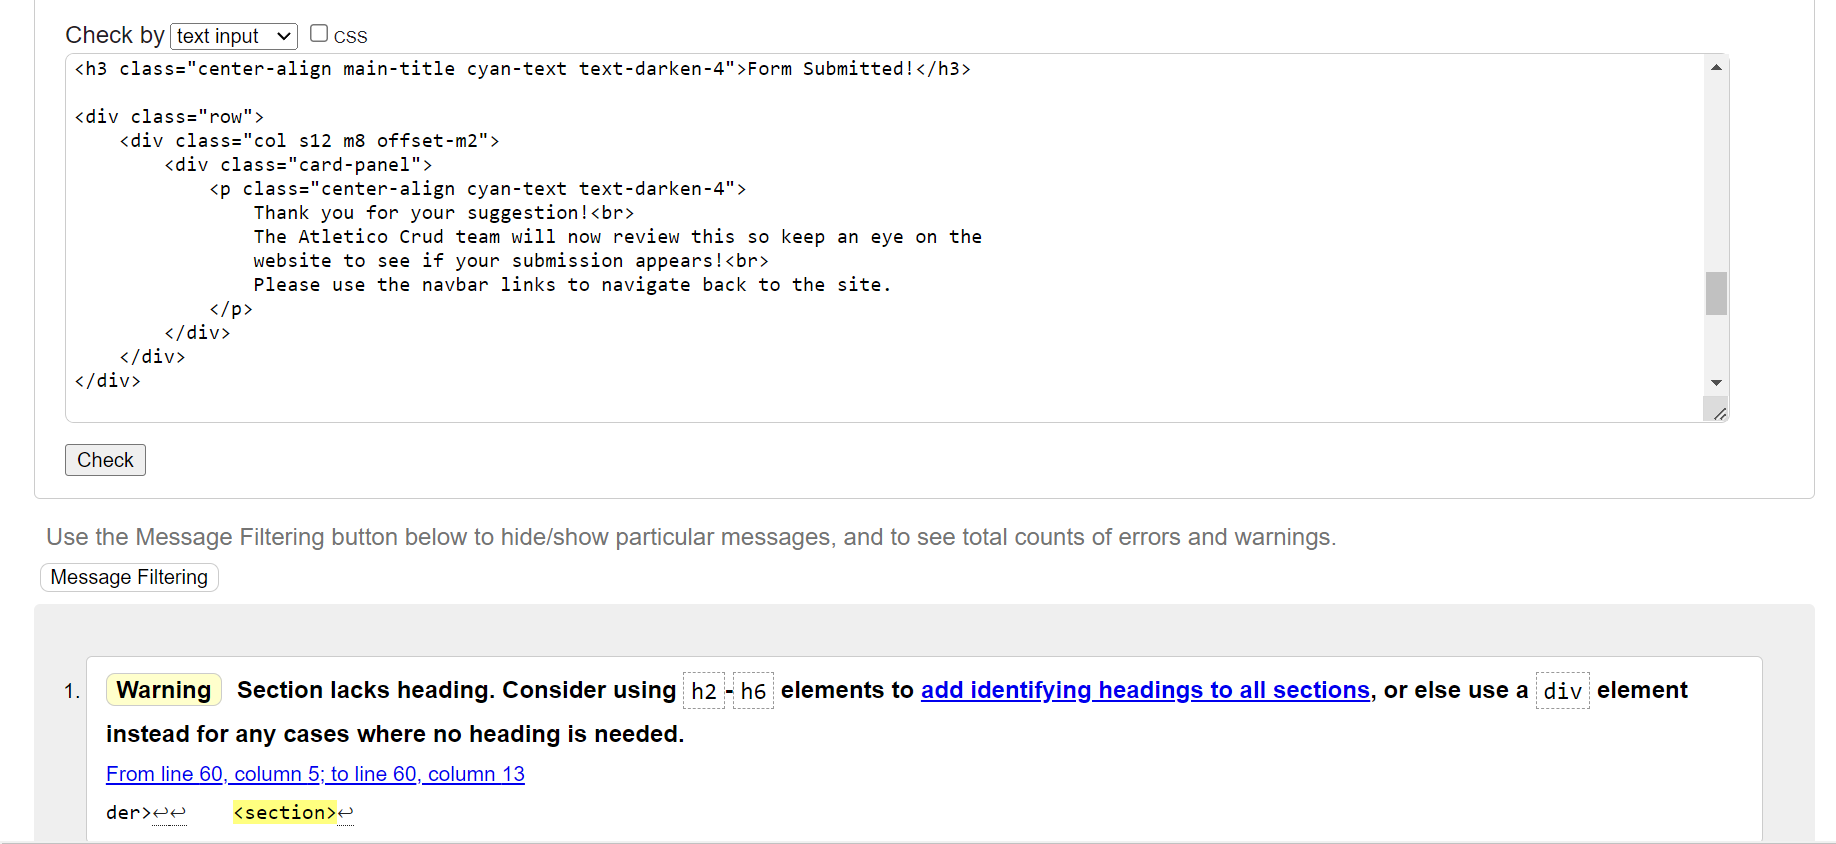 Check by text input CSS
<h3 class="center-align main-title cyan-text text-darken-4">Form Submitted!</h3>
<div class="row">
<div class="col s12 m8 offset-m2">
<div class="card-panel">
<p class="center-align cyan-text text-darken-4">
Thank you for your suggestion!<br>
The Atletico Crud team will now review this so keep an eye on the
website to see if your submission appears!<br>
Please use the navbar links to navigate back to the site.
</p>
</div>
</div>
</div>
Check
Use the Message Filtering button below to hide/show particular messages, and to see total counts of errors and warnings.
Message Filtering
1. Warning Section lacks heading. Consider using h2-h6 elements to add identifying headings to all sections, or else use a div element
instead for any cases where no heading is needed.
From line 60, column 5; to line 60, column 13
der>↩↩ <section>↩